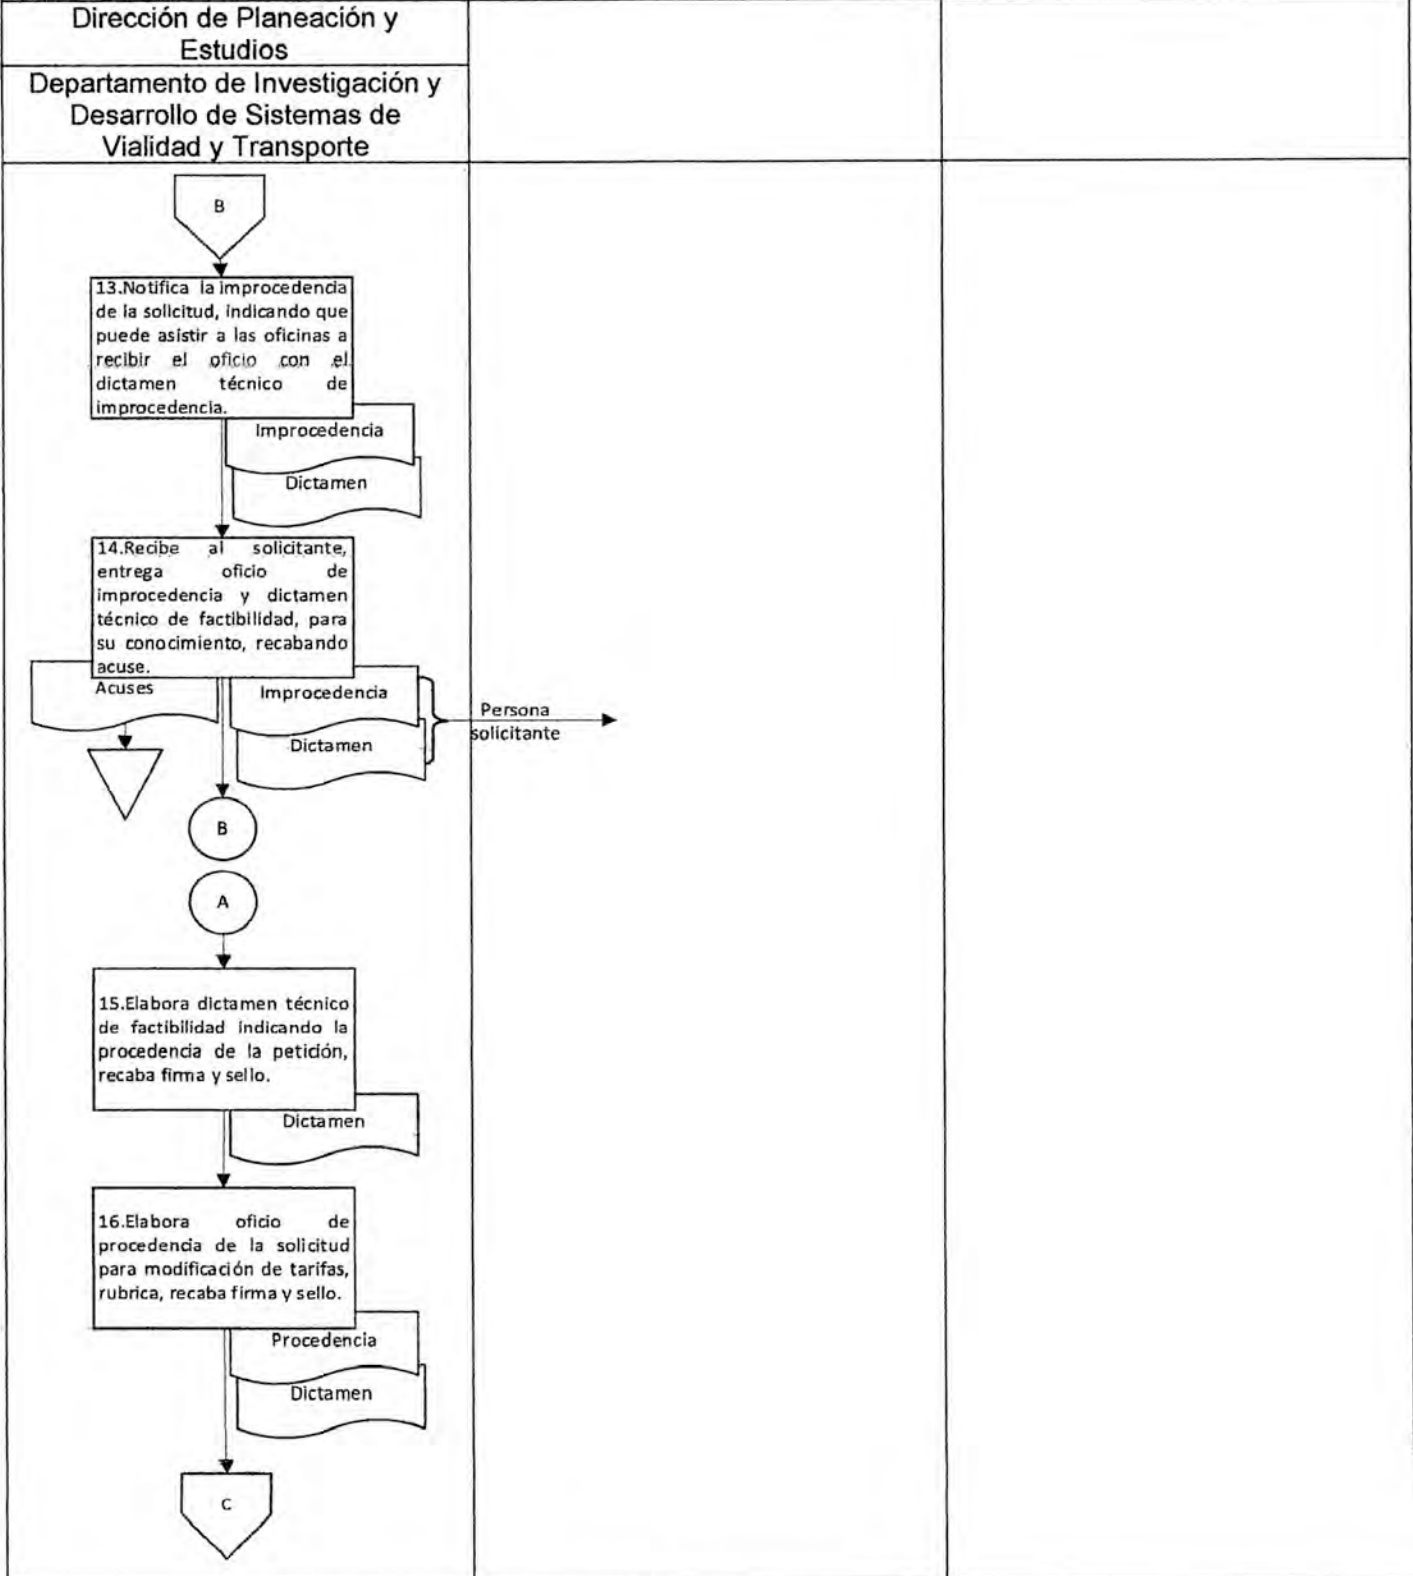 Dirección de Planeación y
Estudios
Departamento de Investigación y
Desarrollo de Sistemas de
Vialidad y Transporte
B
13.Notifica la improcedencia
de la solicitud, indicando que
puede asistir a las oficinas a
recibir el oficio con el
dictamen técnico de
improcedencia.
Improcedencia
Dictamen
14.Recibe al solicitante,
entrega oficio de
improcedencia y dictamen
técnico de factibilidad, para
su conocimiento, recabando
acuse.
Acuses
Improcedencia
Dictamen
Persona
solicitante
B
A
15.Elabora dictamen técnico
de factibilidad indicando la
procedencia de la petición,
recaba firma y sello.
Dictamen
16.Elabora oficio de
procedencia de la solicitud
para modificación de tarifas,
rubrica, recaba firma y sello.
Procedencia
Dictamen
C